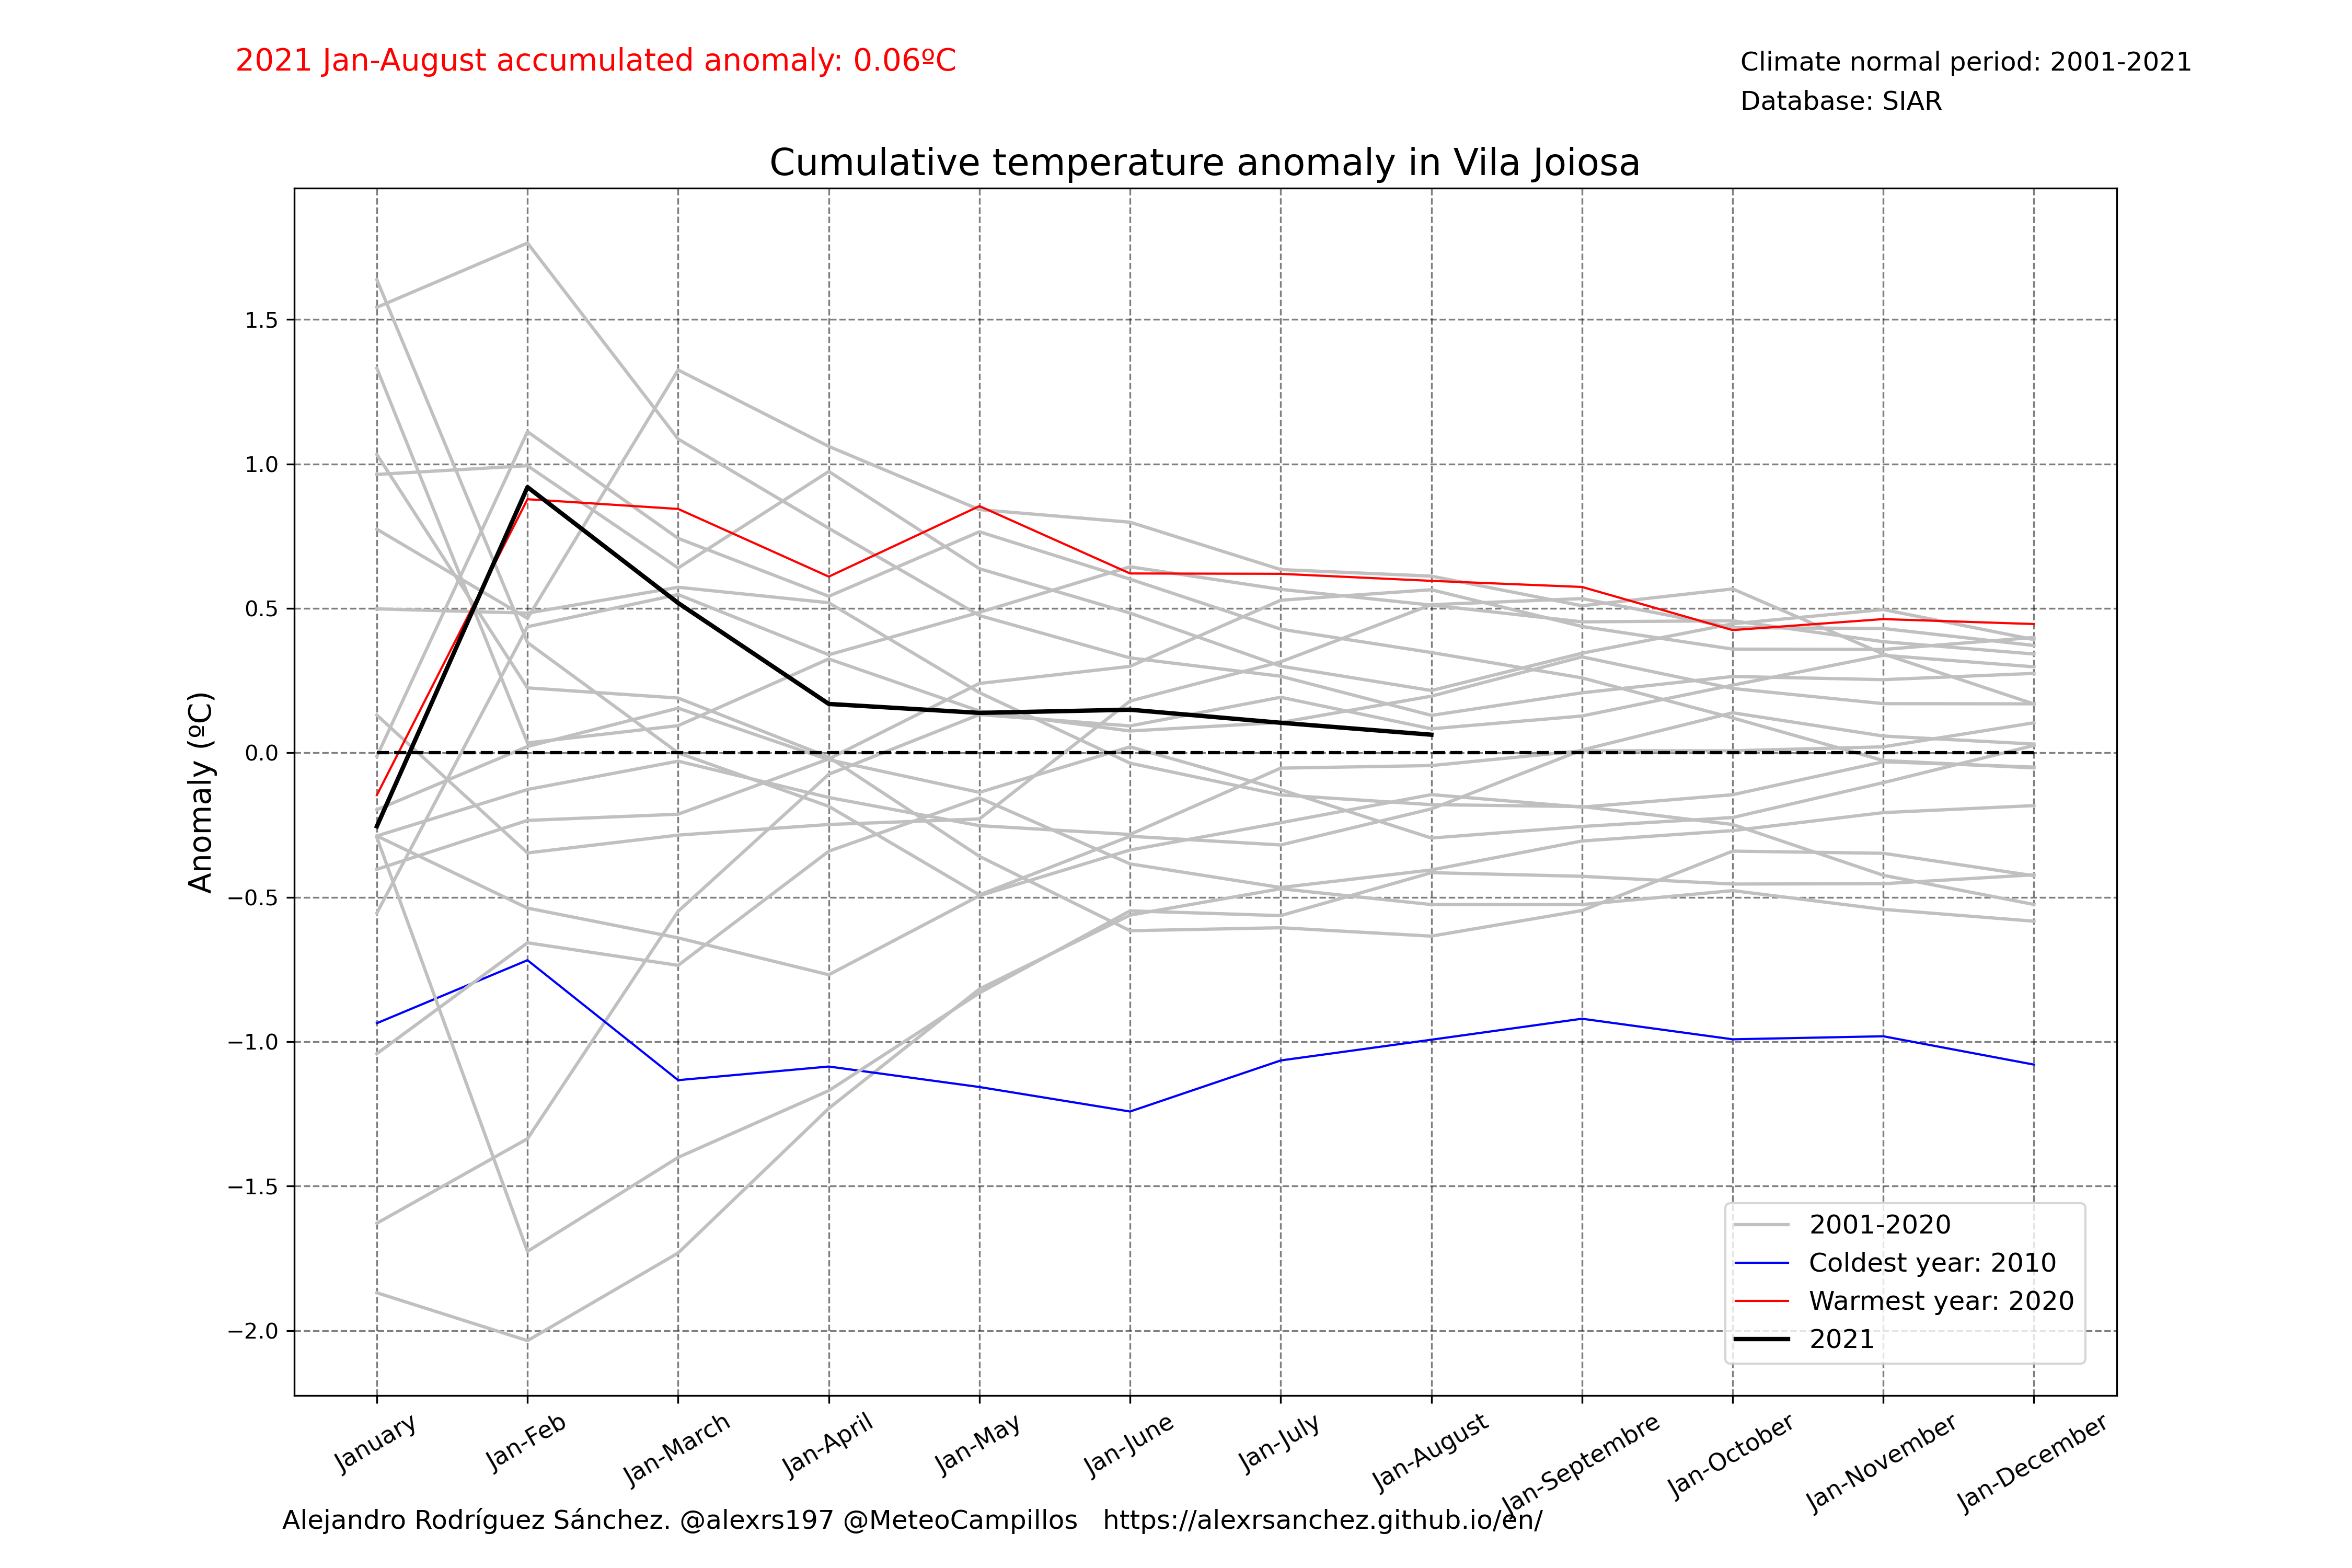 2021 Jan-August accumulated anomaly: 0.06ºC
Climate normal period: 2001-2021
Database: SIAR
Cumulative temperature anomaly in Vila Joiosa
Anomaly (ºC)
1.5
1.0
0.5
0.0
−0.5
−1.0
−1.5
−2.0
2001-2020
Coldest year: 2010
Warmest year: 2020
2021
January
Jan-Feb
Jan-March
Jan-April
Jan-May
Jan-June
Jan-July
Jan-August
Jan-Septembre
Jan-October
Jan-November
Jan-December
Alejandro Rodríguez Sánchez. @alexrs197 @MeteoCampillos https://alexrsanchez.github.io/en/